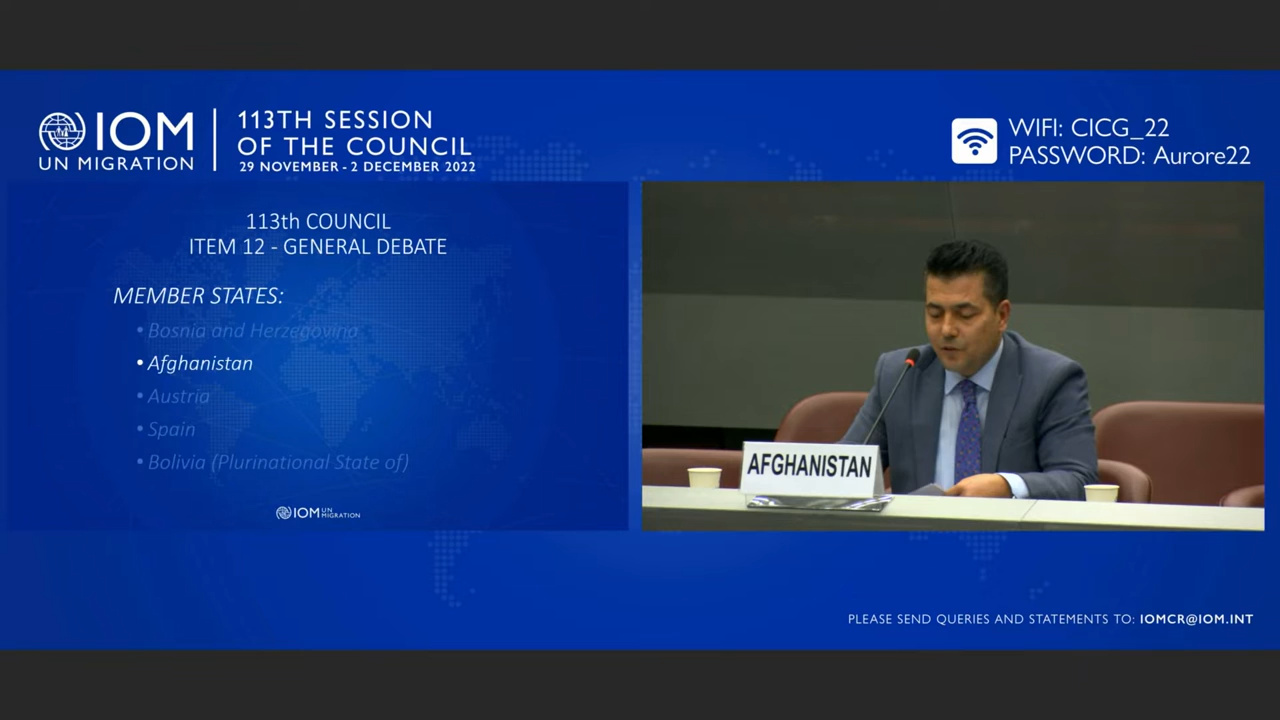 IOM
UN MIGRATION
113TH SESSION
OF THE COUNCIL
29 NOVEMBER - 2 DECEMBER 2022
WIFI: CICG_22
PASSWORD: Aurore22
113th COUNCIL
ITEM 12 - GENERAL DEBATE
MEMBER STATES:
• Bosnia and Herzegovina
• Afghanistan
• Austria
• Spain
• Bolivia (Plurinational State of)
IOM UN
MIGRATION
AFGHANISTAN
PLEASE SEND QUERIES AND STATEMENTS TO: IOMCR@IOM.INT